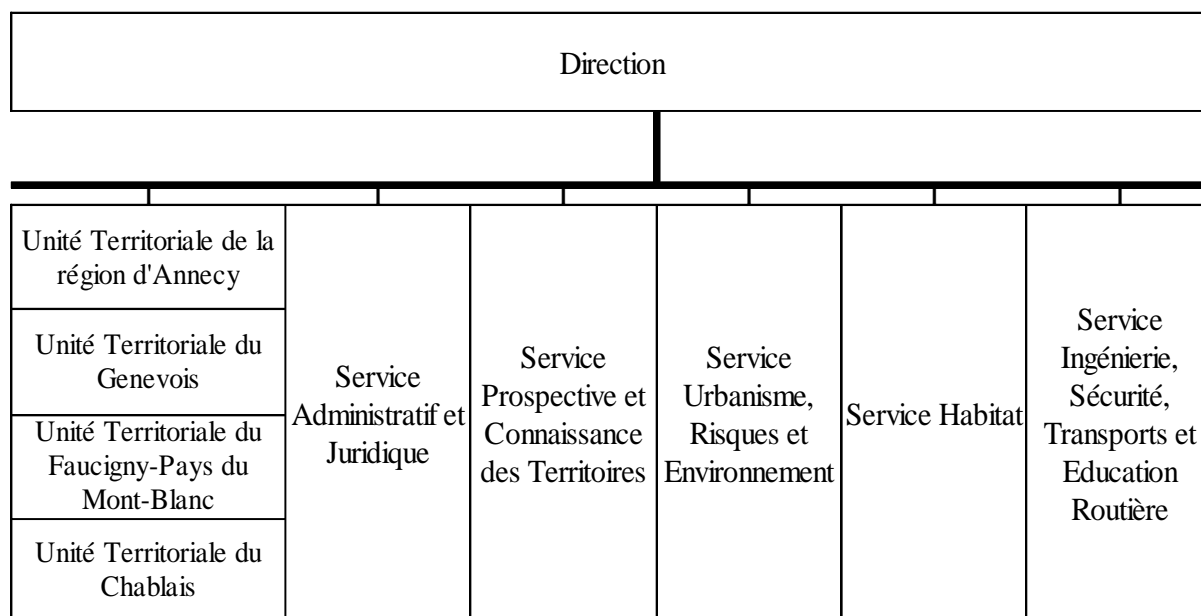 Direction
Unité Territoriale de la
région d'Annecy
Unité Territoriale du
Genevois
Unité Territoriale du
Faucigny-Pays du
Mont-Blanc
Unité Territoriale du
Chablais
Service
Administratif et
Juridique
Service
Prospective et
Connaissance
des Territoires
Service
Urbanisme,
Risques et
Environnement
Service Habitat
Service
Ingénierie,
Sécurité,
Transports et
Education
Routière